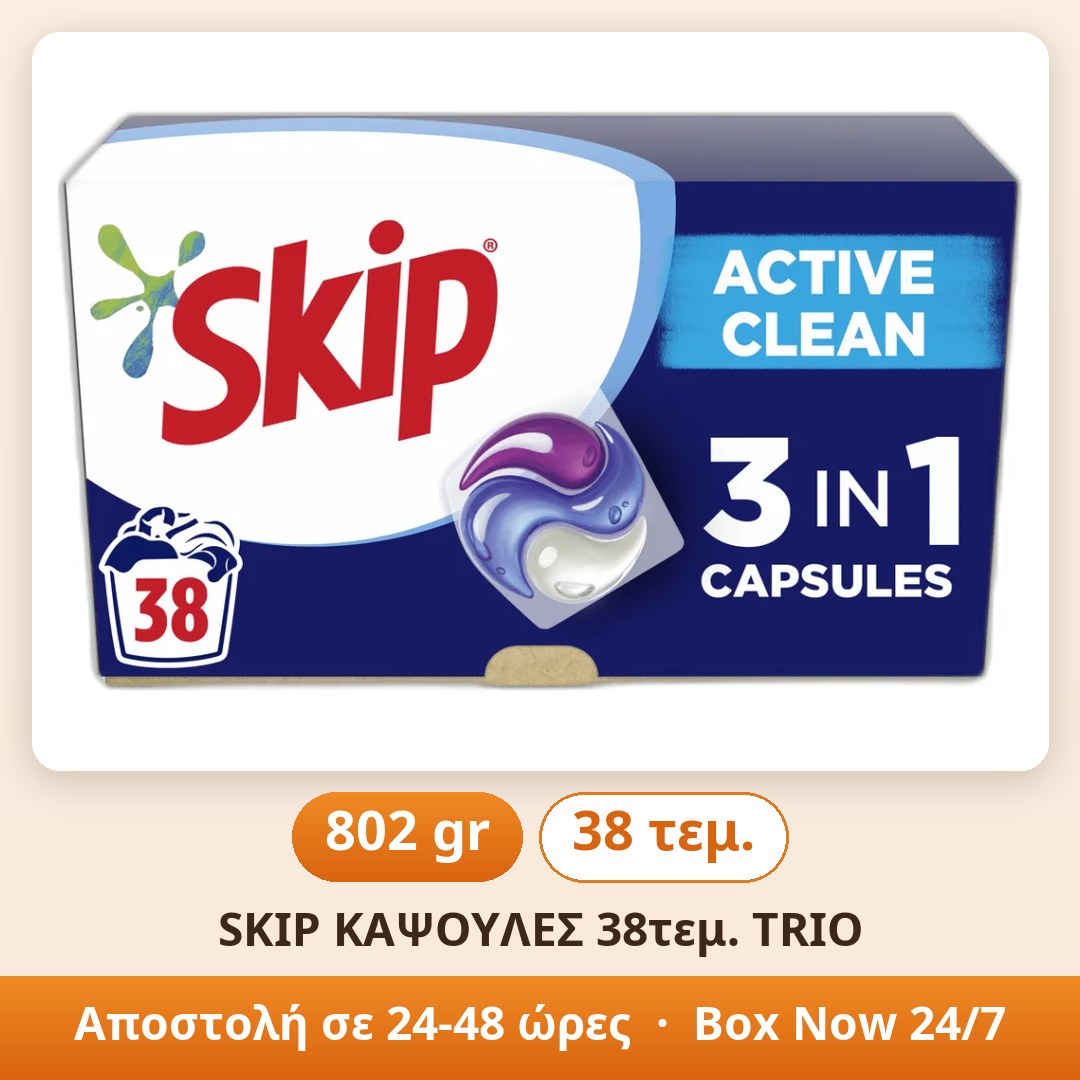 Skip®
ACTIVE
CLEAN
3 IN 1
CAPSULES
38
802 gr
38 τεμ.
SKIP ΚΑΨΟΥΛΕΣ 38τεμ. TRIO
Αποστολή σε 24-48 ώρες · Box Now 24/7